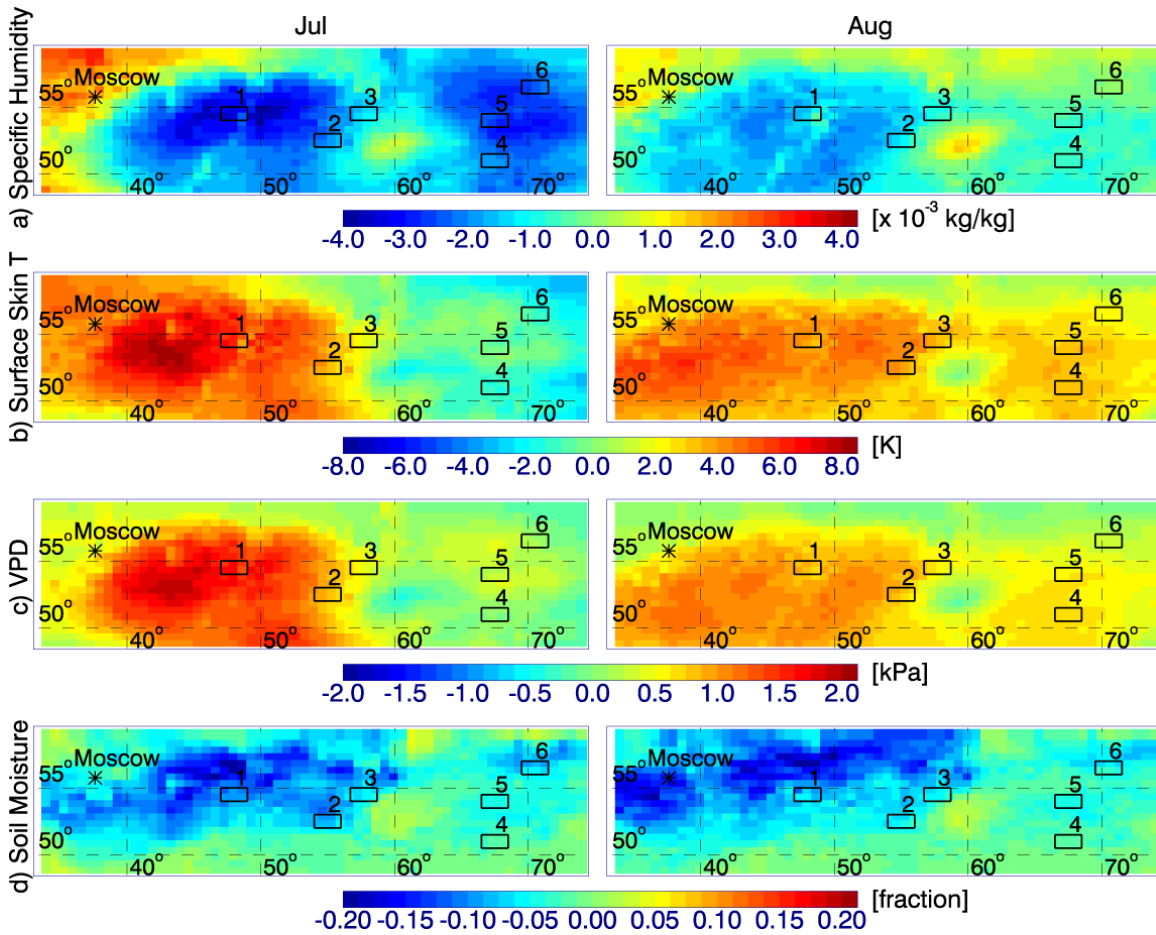 Jul Aug
a) Specific Humidity
Moscow 1 2 3 4 5 6 55° 50° 40° 50° 60° 70°
Moscow 1 2 3 4 5 6 55° 50° 40° 50° 60° 70°
-4.0 -3.0 -2.0 -1.0 0.0 1.0 2.0 3.0 4.0 [x 10⁻³ kg/kg]
b) Surface Skin T
Moscow 1 2 3 4 5 6 55° 50° 40° 50° 60° 70°
Moscow 1 2 3 4 5 6 55° 50° 40° 50° 60° 70°
-8.0 -6.0 -4.0 -2.0 0.0 2.0 4.0 6.0 8.0 [K]
c) VPD
Moscow 1 2 3 4 5 6 55° 50° 40° 50° 60° 70°
Moscow 1 2 3 4 5 6 55° 50° 40° 50° 60° 70°
-2.0 -1.5 -1.0 -0.5 0.0 0.5 1.0 1.5 2.0 [kPa]
d) Soil Moisture
Moscow 1 2 3 4 5 6 55° 50° 40° 50° 60° 70°
Moscow 1 2 3 4 5 6 55° 50° 40° 50° 60° 70°
-0.20 -0.15 -0.10 -0.05 0.00 0.05 0.10 0.15 0.20 [fraction]